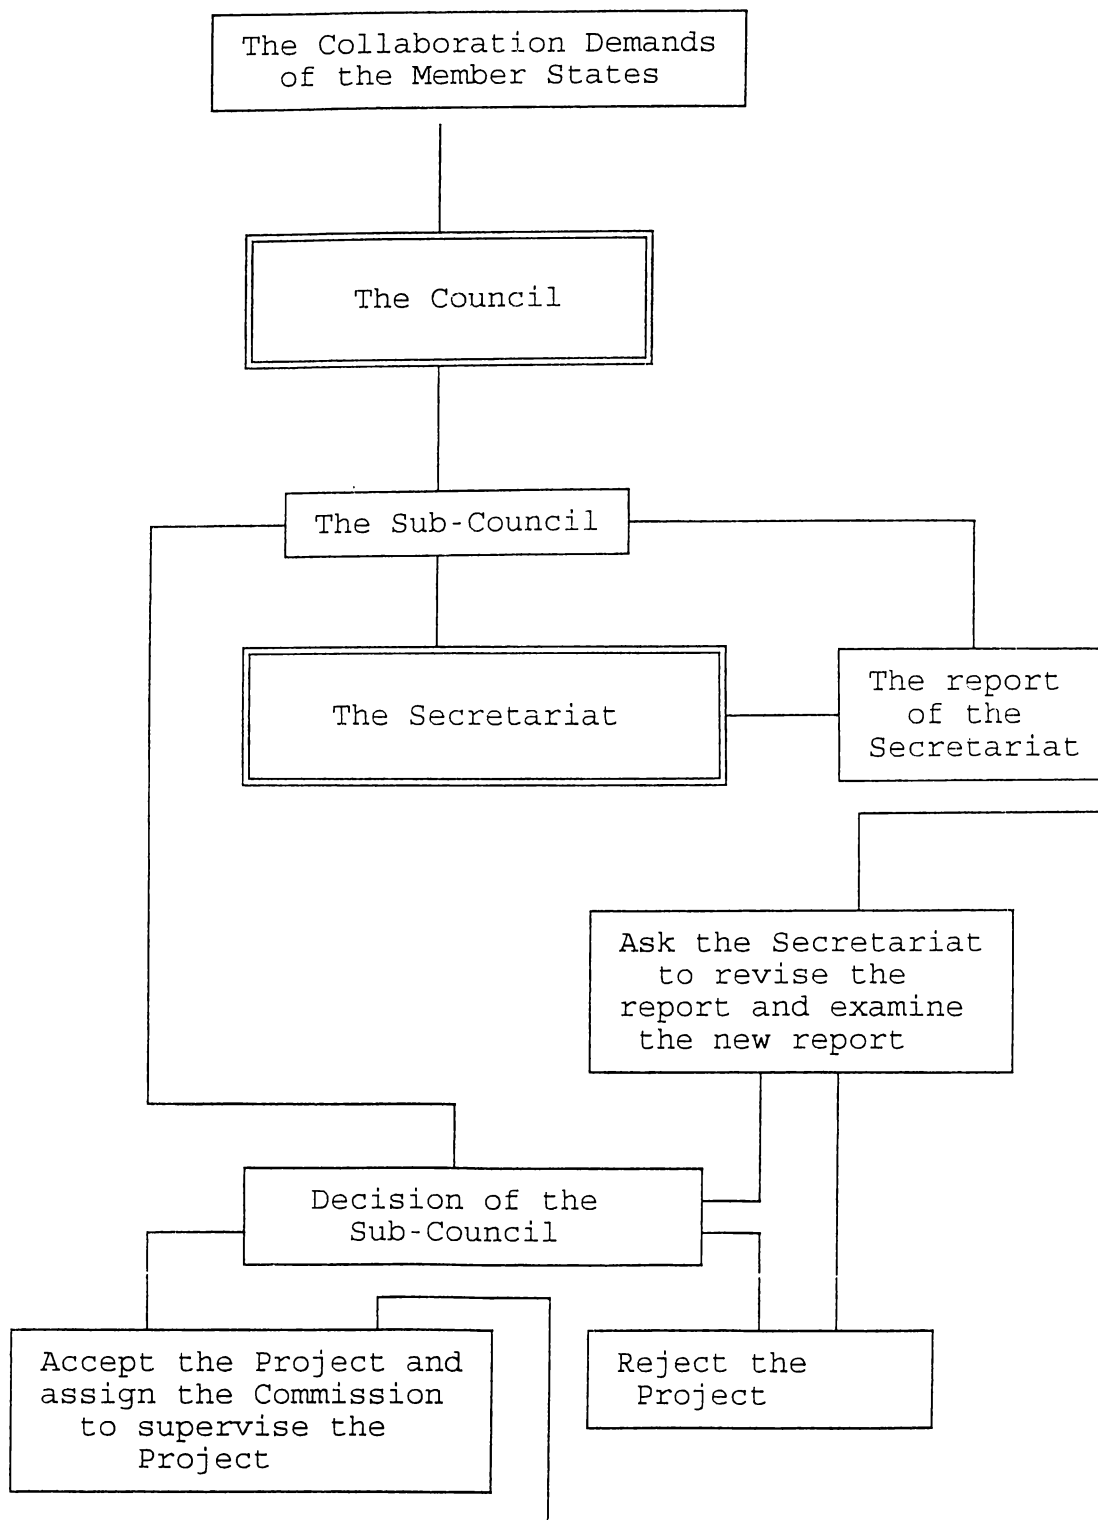 The Collaboration Demands
of the Member States
The Council
The Sub-Council
The Secretariat
The report
of the
Secretariat
Ask the Secretariat
to revise the
report and examine
the new report
Decision of the
Sub-Council
Accept the Project and
assign the Commission
to supervise the
Project
Reject the
Project